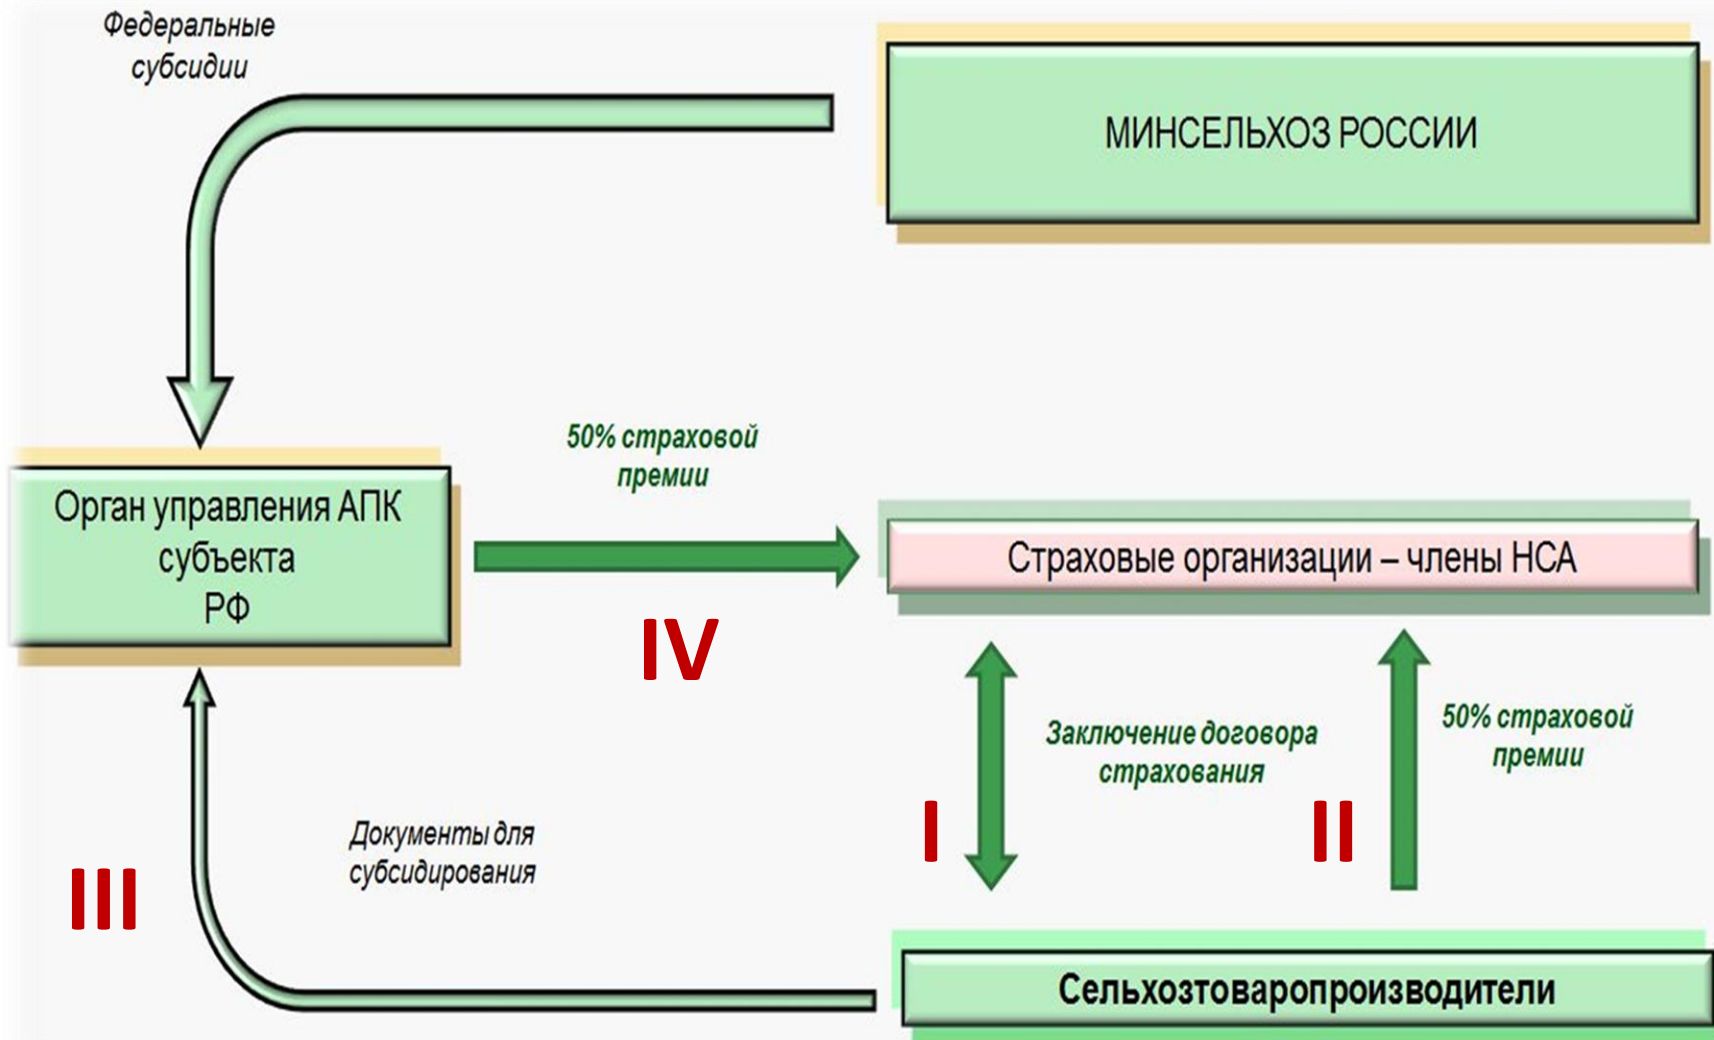 Федеральные
субсидии
МИНСЕЛЬХОЗ РОССИИ
50% страховой
премии
Орган управления АПК
субъекта
РФ
Страховые организации – члены НСА
IV
Заключение договора
страхования
50% страховой
премии
I
II
Документы для
субсидирования
III
Сельхозтоваропроизводители